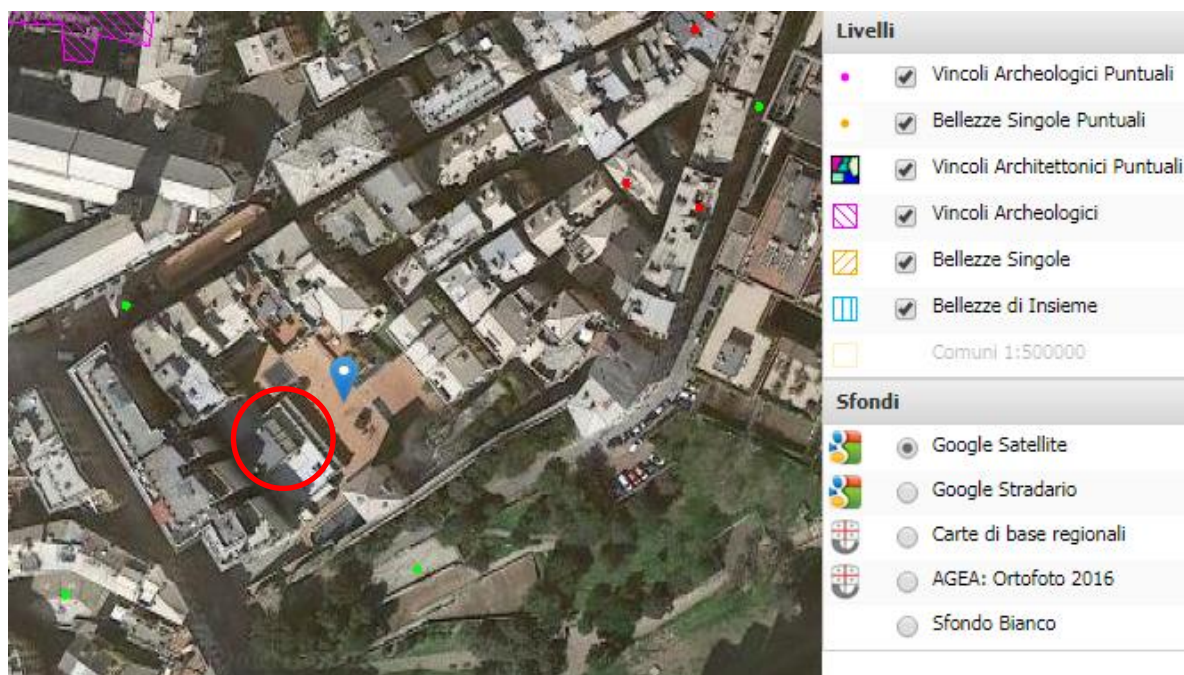 Livelli
Vincoli Archeologici Puntuali
Bellezze Singole Puntuali
Vincoli Architettonici Puntuali
Vincoli Archeologici
Bellezze Singole
Bellezze di Insieme
Comuni 1:500000
Sfondi
Google Satellite
Google Stradario
Carte di base regionali
AGEA: Ortofoto 2016
Sfondo Bianco